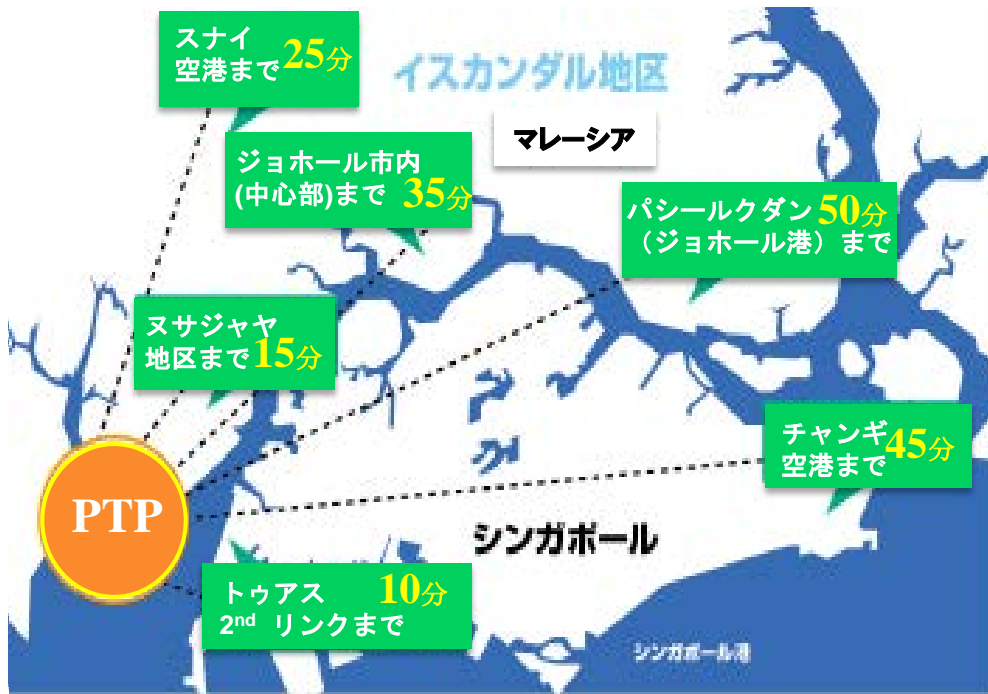 スナイ
空港まで 25分
イスカンダル地区
マレーシア
ジョホール市内
(中心部)まで 35分
パシールクダン 50分
（ジョホール港）まで
ヌサジャヤ
地区まで 15分
チャンギ
空港まで 45分
PTP
シンガポール
トゥアス 10分
2nd リンクまで
シンガポール港